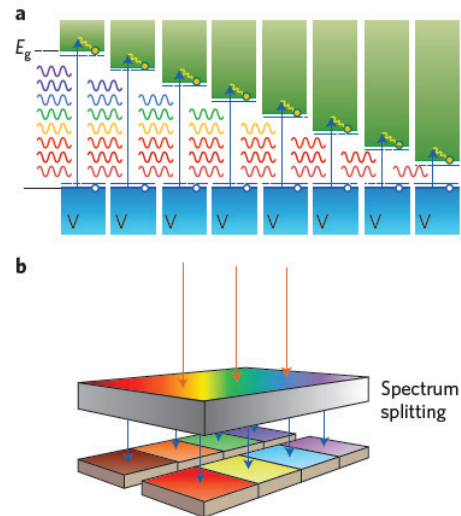 a
Eg
V V V V V V V V
b
Spectrum
splitting